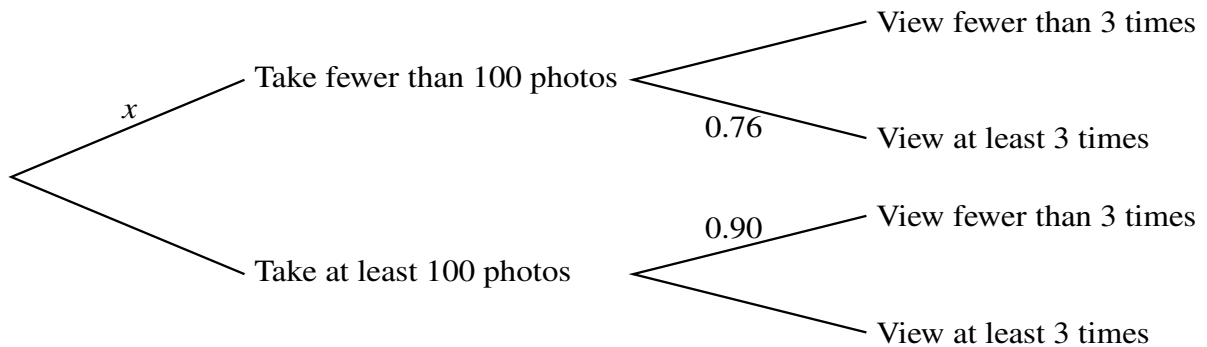 View fewer than 3 times
x
Take fewer than 100 photos
0.76
View at least 3 times
0.90
View fewer than 3 times
Take at least 100 photos
View at least 3 times